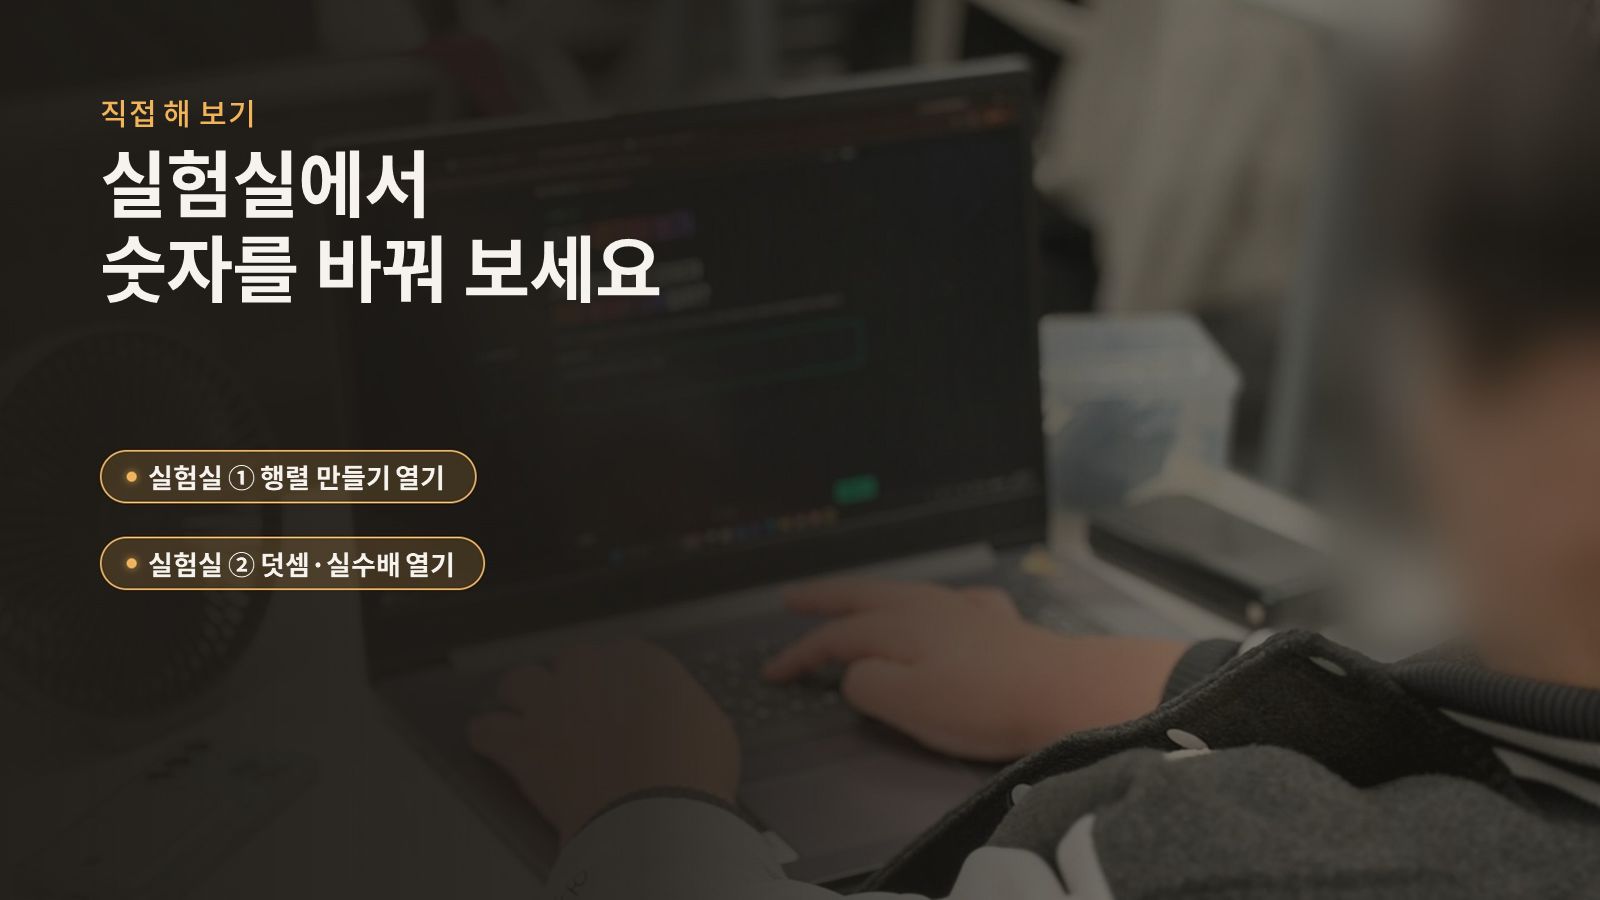 직접 해 보기
실험실에서
숫자를 바꿔 보세요
실험실 ① 행렬 만들기 열기
실험실 ② 덧셈·실수배 열기